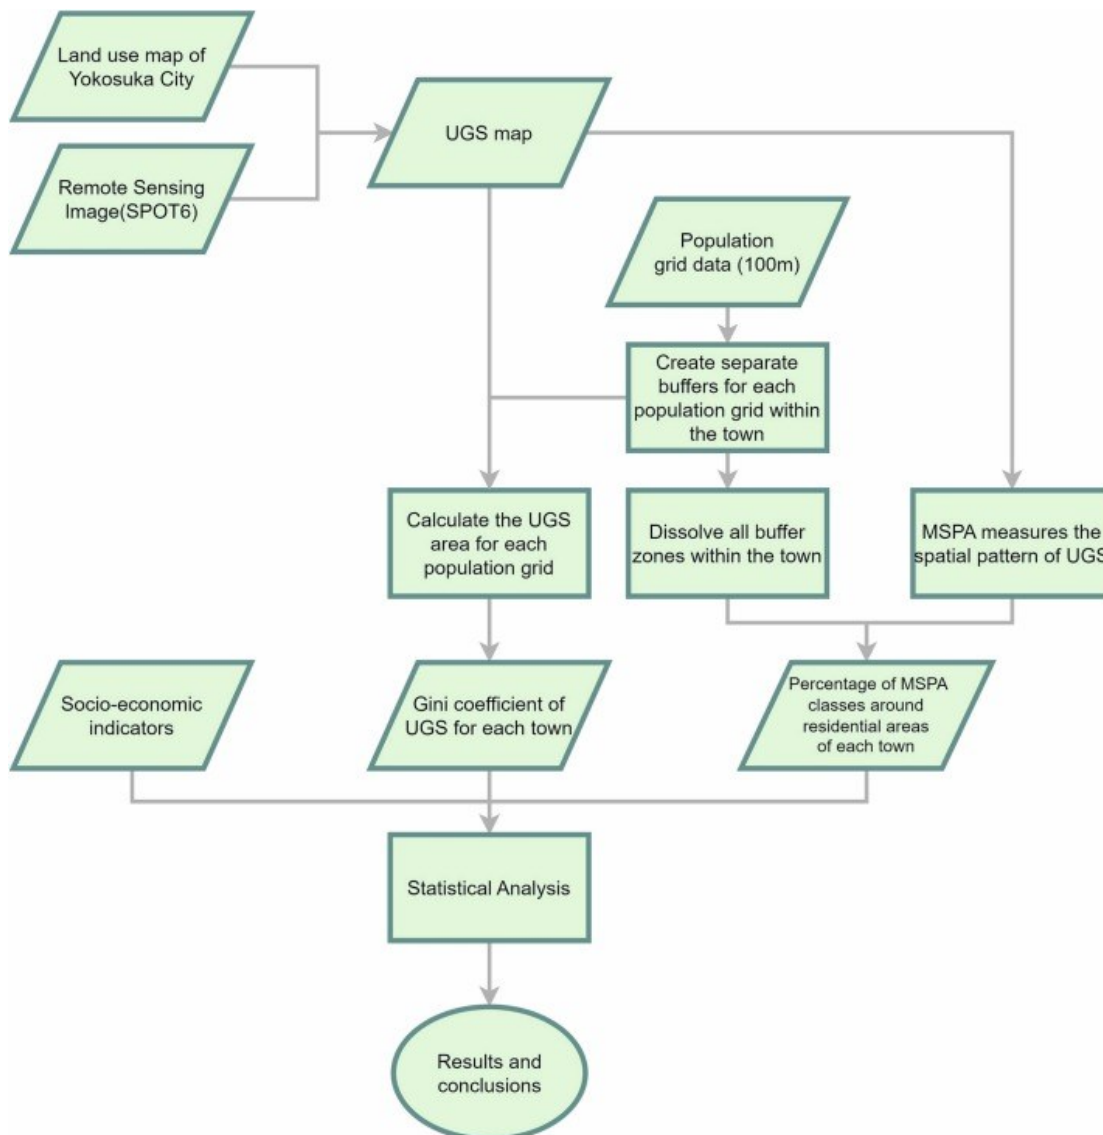 Land use map of
Yokosuka City
UGS map
Remote Sensing
Image(SPOT6)
Population
grid data (100m)
Create separate
buffers for each
population grid within
the town
Calculate the UGS
area for each
population grid
Dissolve all buffer
zones within the town
MSPA measures the
spatial pattern of UGS
Socio-economic
indicators
Gini coefficient of
UGS for each town
Percentage of MSPA
classes around
residential areas
of each town
Statistical Analysis
Results and
conclusions